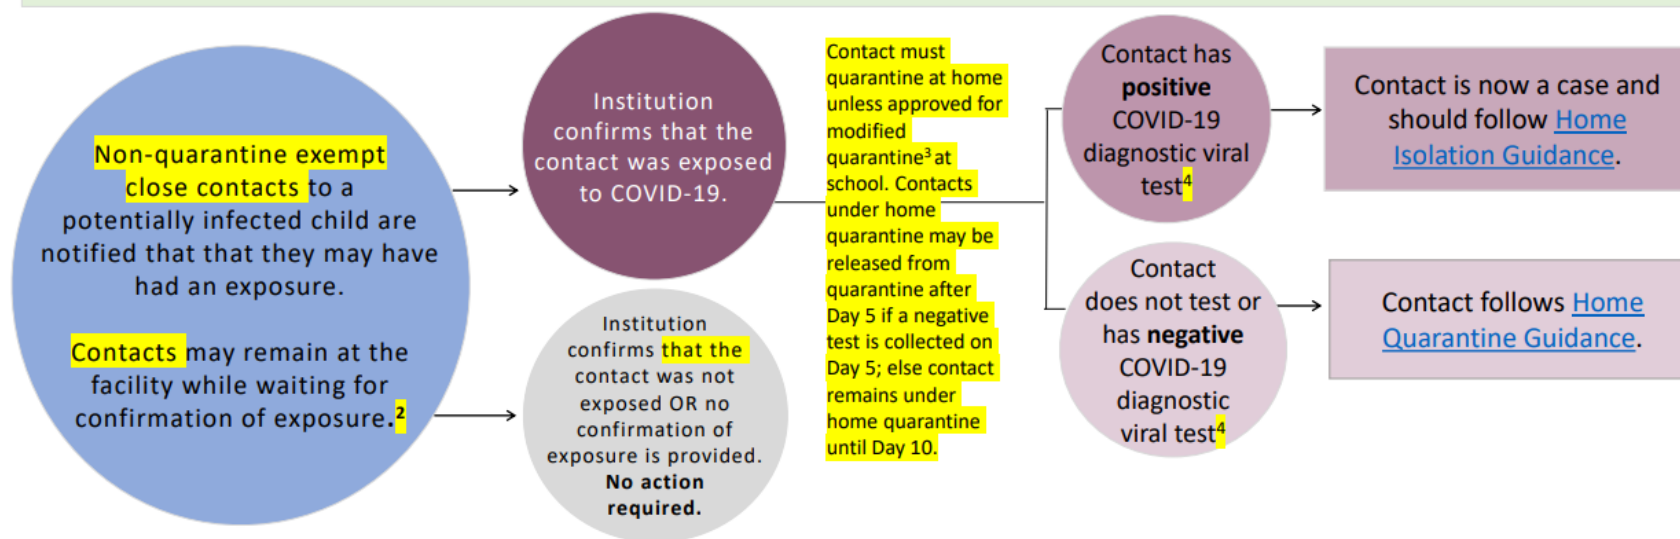 Non-quarantine exempt
close contacts to a
potentially infected child are
notified that that they may have
had an exposure.
Contacts may remain at the
facility while waiting for
confirmation of exposure.2
Institution
confirms that the
contact was exposed
to COVID-19.
Institution
confirms that the
contact was not
exposed OR no
confirmation of
exposure is provided.
No action
required.
Contact must
quarantine at home
unless approved for
modified
quarantine3 at
school. Contacts
under home
quarantine may be
released from
quarantine after
Day 5 if a negative
test is collected on
Day 5; else contact
remains under
home quarantine
until Day 10.
Contact has
positive
COVID-19
diagnostic viral
test4
Contact is now a case and
should follow Home
Isolation Guidance.
Contact
does not test or
has negative
COVID-19
diagnostic
viral test4
Contact follows Home
Quarantine Guidance.